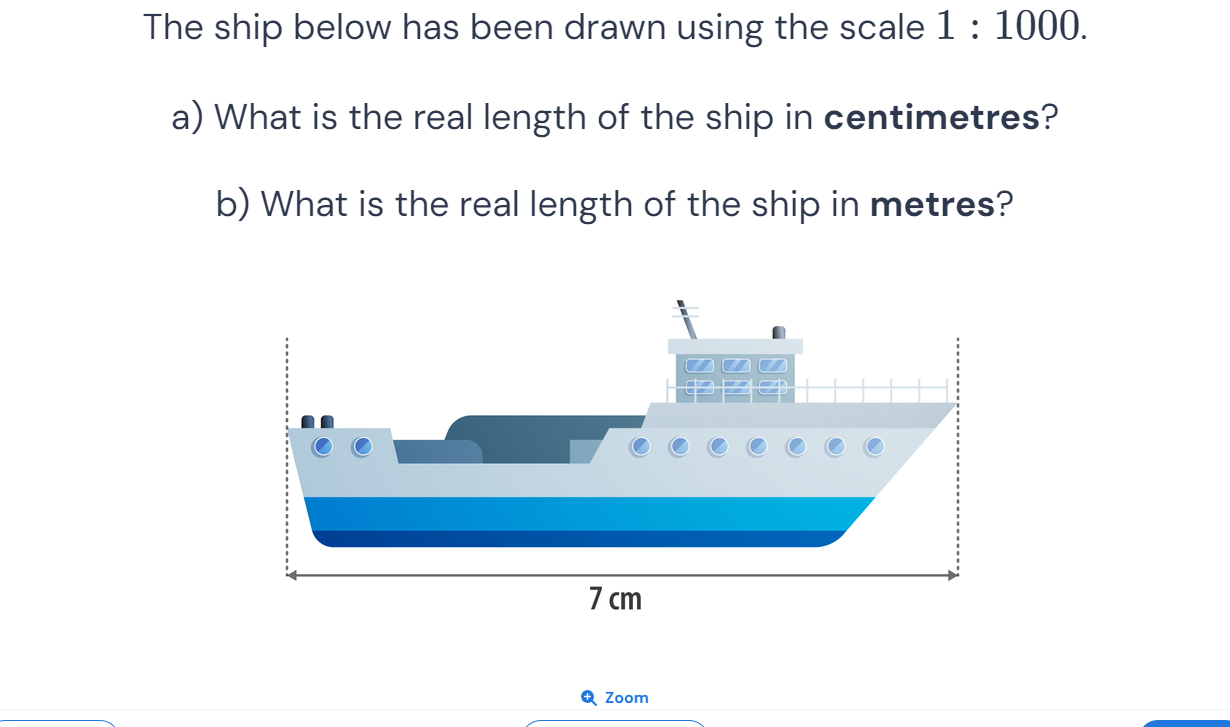 The ship below has been drawn using the scale 1 : 1000.
a) What is the real length of the ship in centimetres?
b) What is the real length of the ship in metres?
7 cm
Zoom